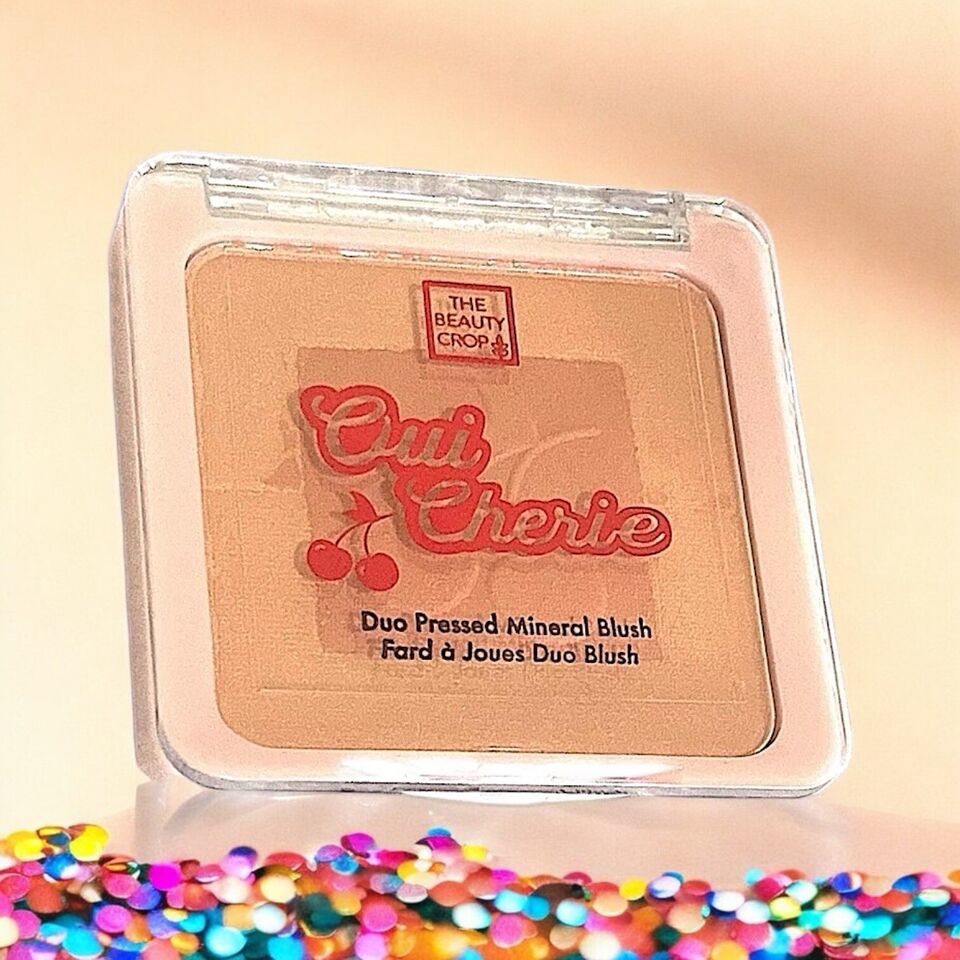 THE
BEAUTY
CROP
Oui
Cherie
Duo Pressed Mineral Blush
Fard à Joues Duo Blush